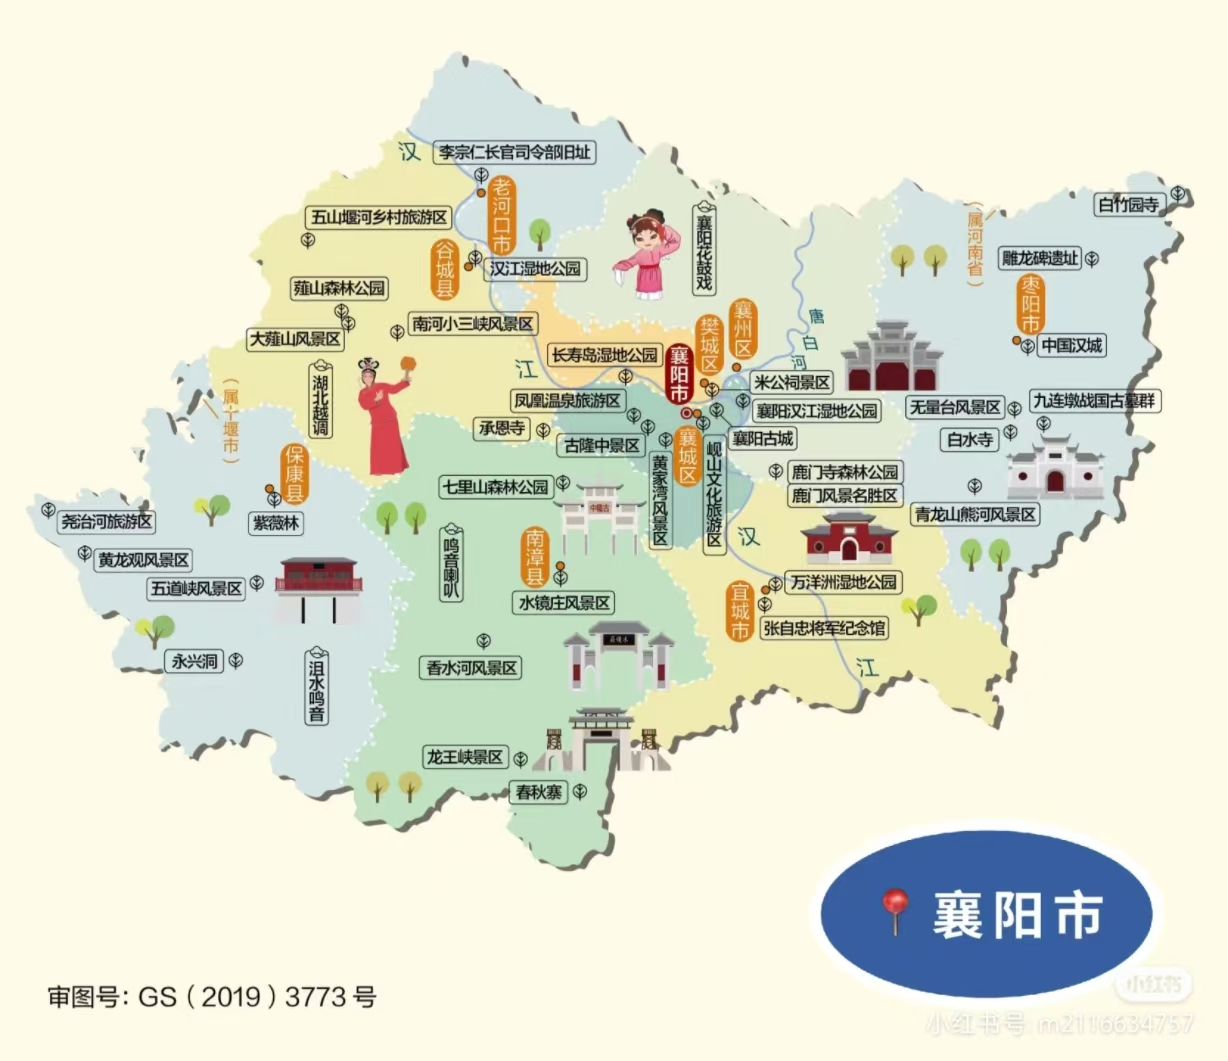 汉
李宗仁长官司令部旧址
老河口市
五山堰河乡村旅游区
谷城县
汉江湿地公园
薤山森林公园
大薤山风景区
南河小三峡风景区
襄阳花鼓戏
(属河南省)
白竹园寺
雕龙碑遗址
枣阳市
中国汉城
唐
白
河
樊城区
襄州区
江
长寿岛湿地公园
襄阳市
米公祠景区
湖北越调
凤凰温泉旅游区
襄阳汉江湿地公园
无量台风景区
九连墩战国古墓群
承恩寺
古隆中景区
襄城区
襄阳古城
白水寺
(属十堰市)
保康县
紫薇林
黄家湾风景区
岘山文化旅游区
鹿门寺森林公园
鹿门风景名胜区
七里山森林公园
古隆中
青龙山熊河风景区
尧治河旅游区
黄龙观风景区
五道峡风景区
鸣音喇叭
南漳县
水镜庄风景区
汉
万洋洲湿地公园
宜城市
张自忠将军纪念馆
永兴洞
沮水鸣音
香水河风景区
水镜庄
江
龙王峡景区
春秋寨
襄阳市
审图号：GS（2019）3773号
小红书
小红书号: m2116634757